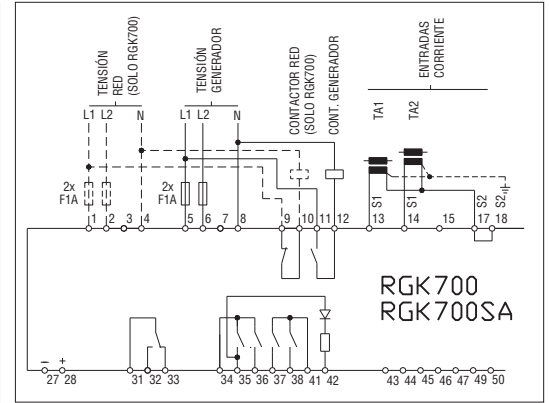 TENSIÓN
RED
(SOLO RGK700)
TENSIÓN
GENERADOR
CONTACTOR RED
(SOLO RGK700)
CONT. GENERADOR
ENTRADAS
CORRIENTE
TA1
TA2
L1 L2 N
L1 L2 N
2x
F1A
2x
F1A
S1
S1
S2
S2
1 2 3 4 5 6 7 8 9 10 11 12 13 14 15 17 18
RGK700
RGK700SA
– +
27 28 31 32 33 34 35 36 37 38 41 42 43 44 45 46 47 49 50